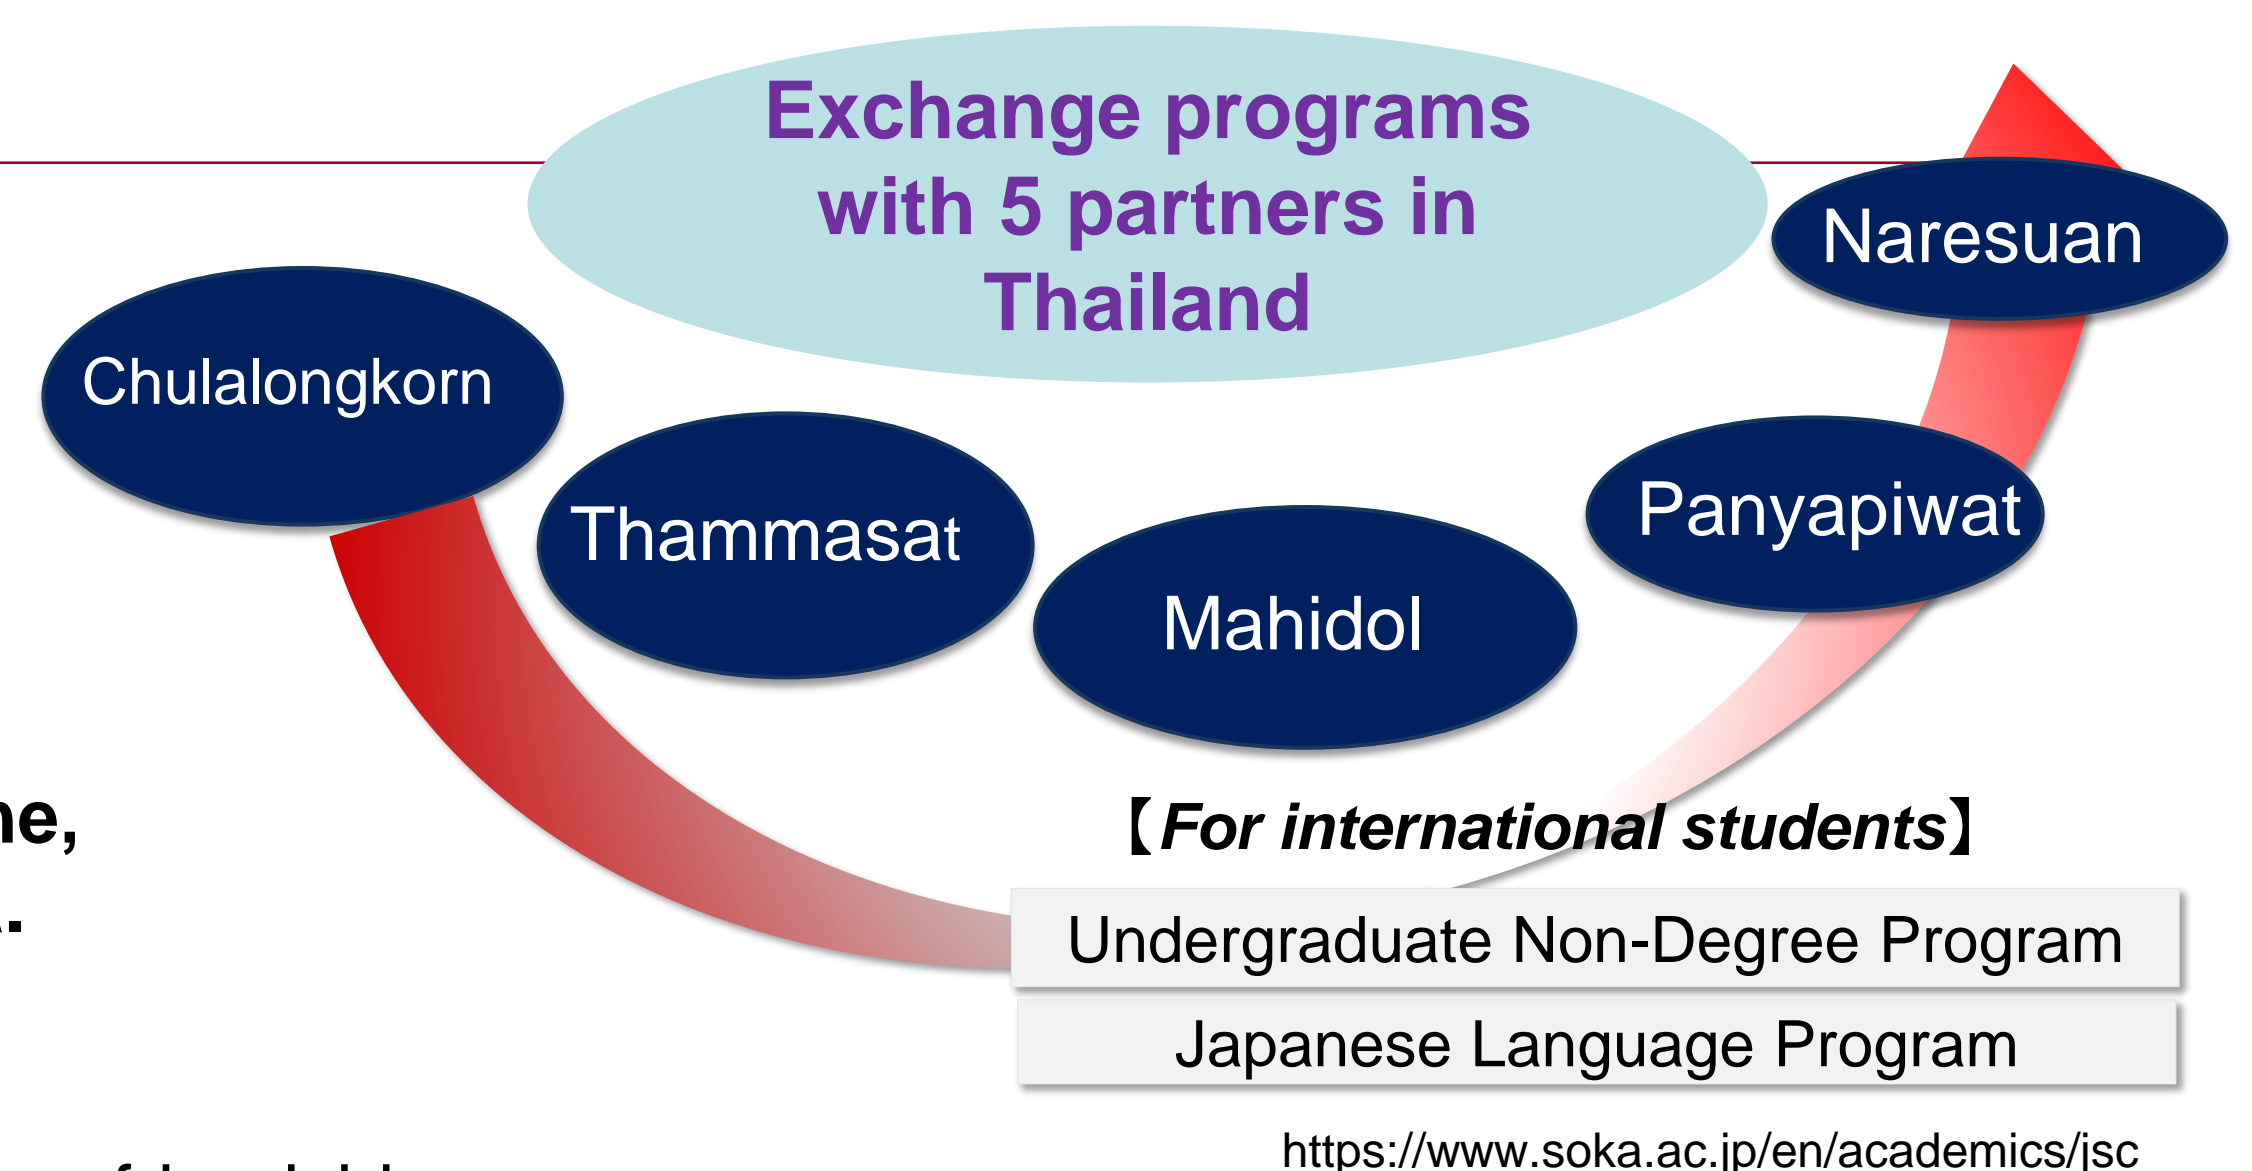 Exchange programs
with 5 partners in
Thailand
Naresuan
Chulalongkorn
Thammasat
Panyapiwat
Mahidol
ne,
【For international students】
Undergraduate Non-Degree Program
Japanese Language Program
https://www.soka.ac.jp/en/academics/jsc